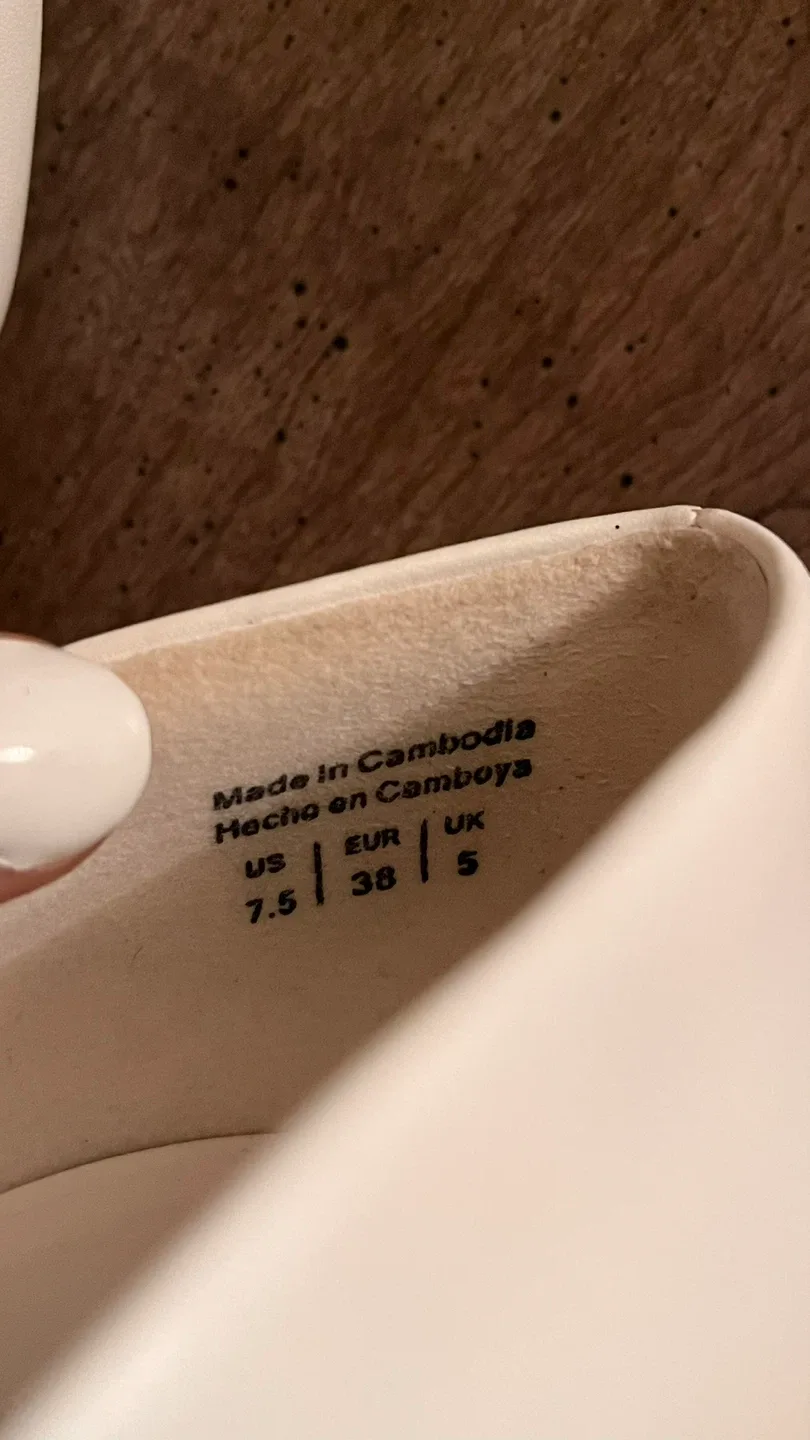 Made in Cambodia
Hecho en Camboya
US | EUR | UK
7.5 | 38 | 5